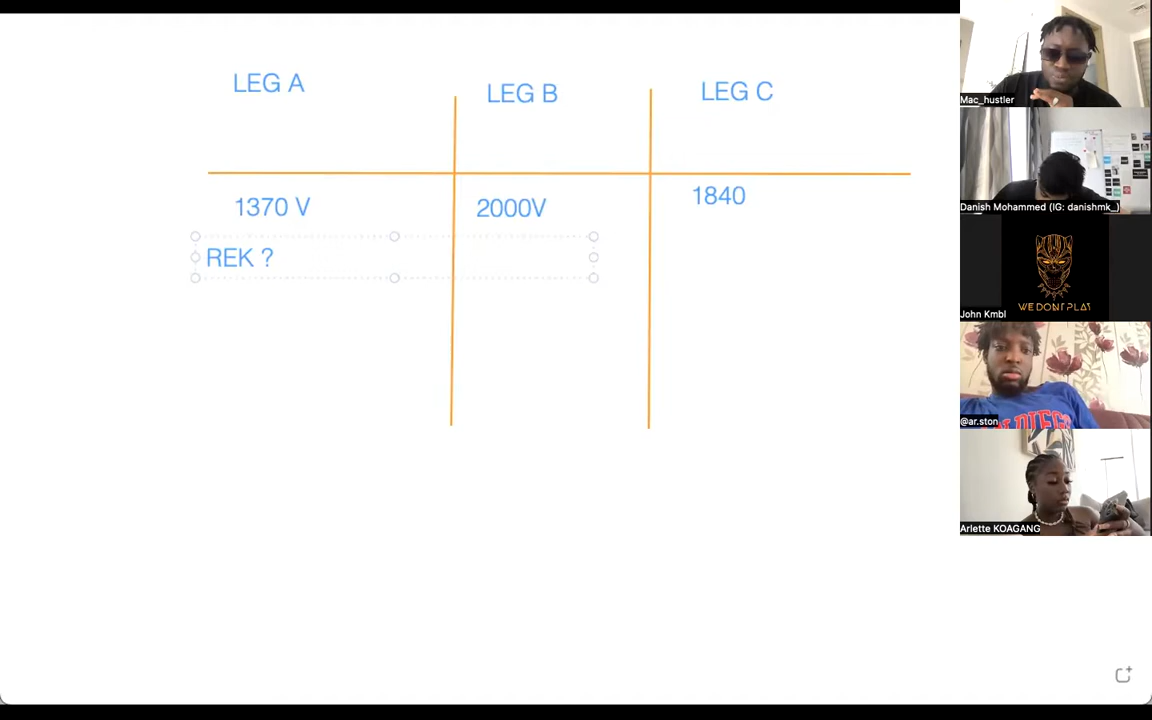 LEG A
LEG B
LEG C
1370 V
2000V
1840
REK ?
Mac_hustler
Danish Mohammed (IG: danishmk_)
WE DONT PLAY
John Kmbl
@ar.ston
Arlette KOAGANG